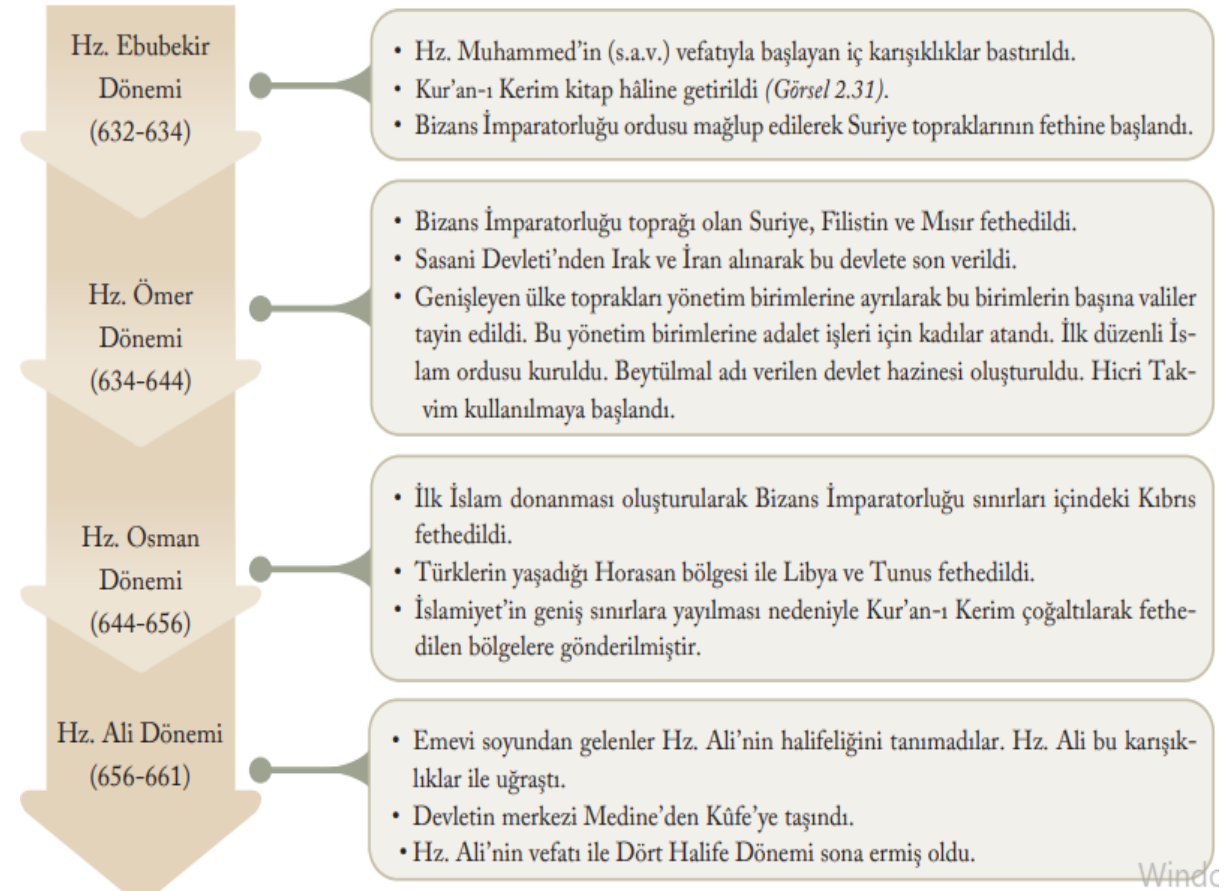 Hz. Ebubekir
Dönemi
(632-634)
• Hz. Muhammed’in (s.a.v.) vefatıyla başlayan iç karışıklıklar bastırıldı.
• Kur’an-ı Kerim kitap hâline getirildi (Görsel 2.31).
• Bizans İmparatorluğu ordusu mağlup edilerek Suriye topraklarının fethine başlandı.
Hz. Ömer
Dönemi
(634-644)
• Bizans İmparatorluğu toprağı olan Suriye, Filistin ve Mısır fethedildi.
• Sasani Devleti’nden Irak ve İran alınarak bu devlete son verildi.
• Genişleyen ülke toprakları yönetim birimlerine ayrılarak bu birimlerin başına valiler
tayin edildi. Bu yönetim birimlerine adalet işleri için kadılar atandı. İlk düzenli İs-
lam ordusu kuruldu. Beytülmal adı verilen devlet hazinesi oluşturuldu. Hicri Tak-
vim kullanılmaya başlandı.
Hz. Osman
Dönemi
(644-656)
• İlk İslam donanması oluşturularak Bizans İmparatorluğu sınırları içindeki Kıbrıs
fethedildi.
• Türklerin yaşadığı Horasan bölgesi ile Libya ve Tunus fethedildi.
• İslamiyet’in geniş sınırlara yayılması nedeniyle Kur’an-ı Kerim çoğaltılarak fethe-
dilen bölgelere gönderilmiştir.
Hz. Ali Dönemi
(656-661)
• Emevi soyundan gelenler Hz. Ali’nin halifeliğini tanımadılar. Hz. Ali bu karışık-
lıklar ile uğraştı.
• Devletin merkezi Medine’den Kûfe’ye taşındı.
• Hz. Ali’nin vefatı ile Dört Halife Dönemi sona ermiş oldu.